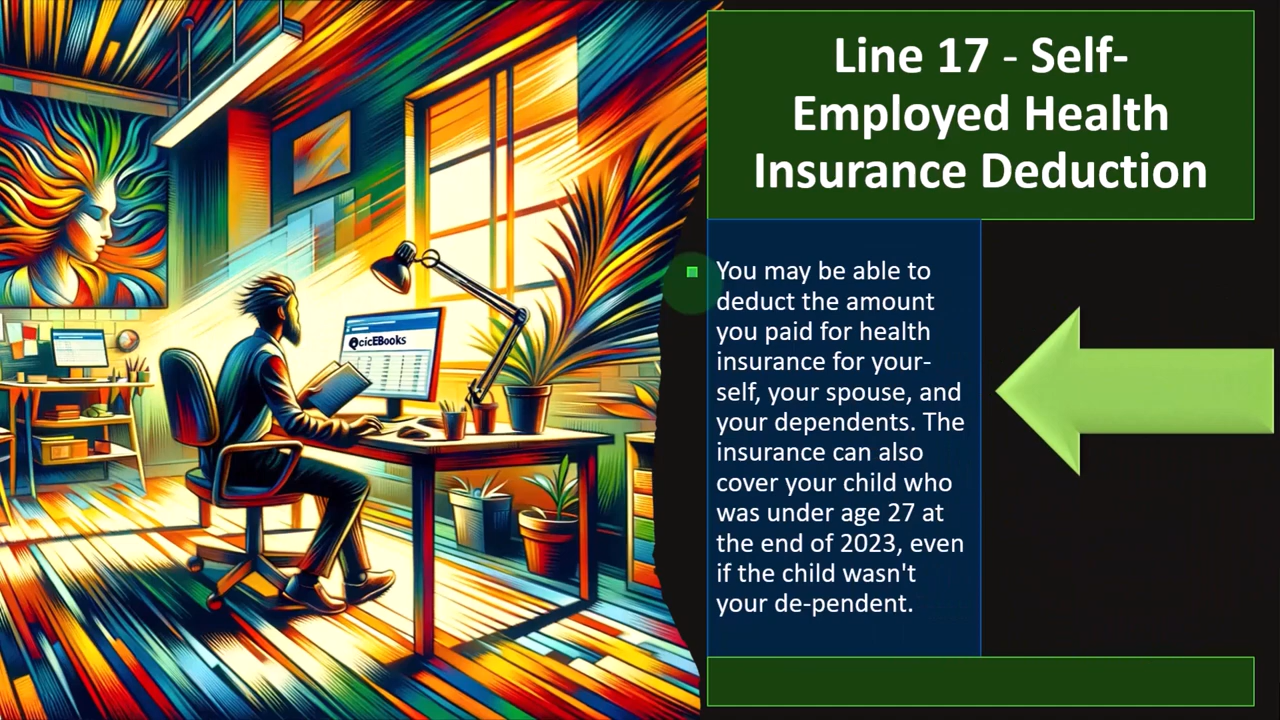 Line 17 - Self-
Employed Health
Insurance Deduction
QcicEBooks
You may be able to
deduct the amount
you paid for health
insurance for your-
self, your spouse, and
your dependents. The
insurance can also
cover your child who
was under age 27 at
the end of 2023, even
if the child wasn't
your de-pendent.